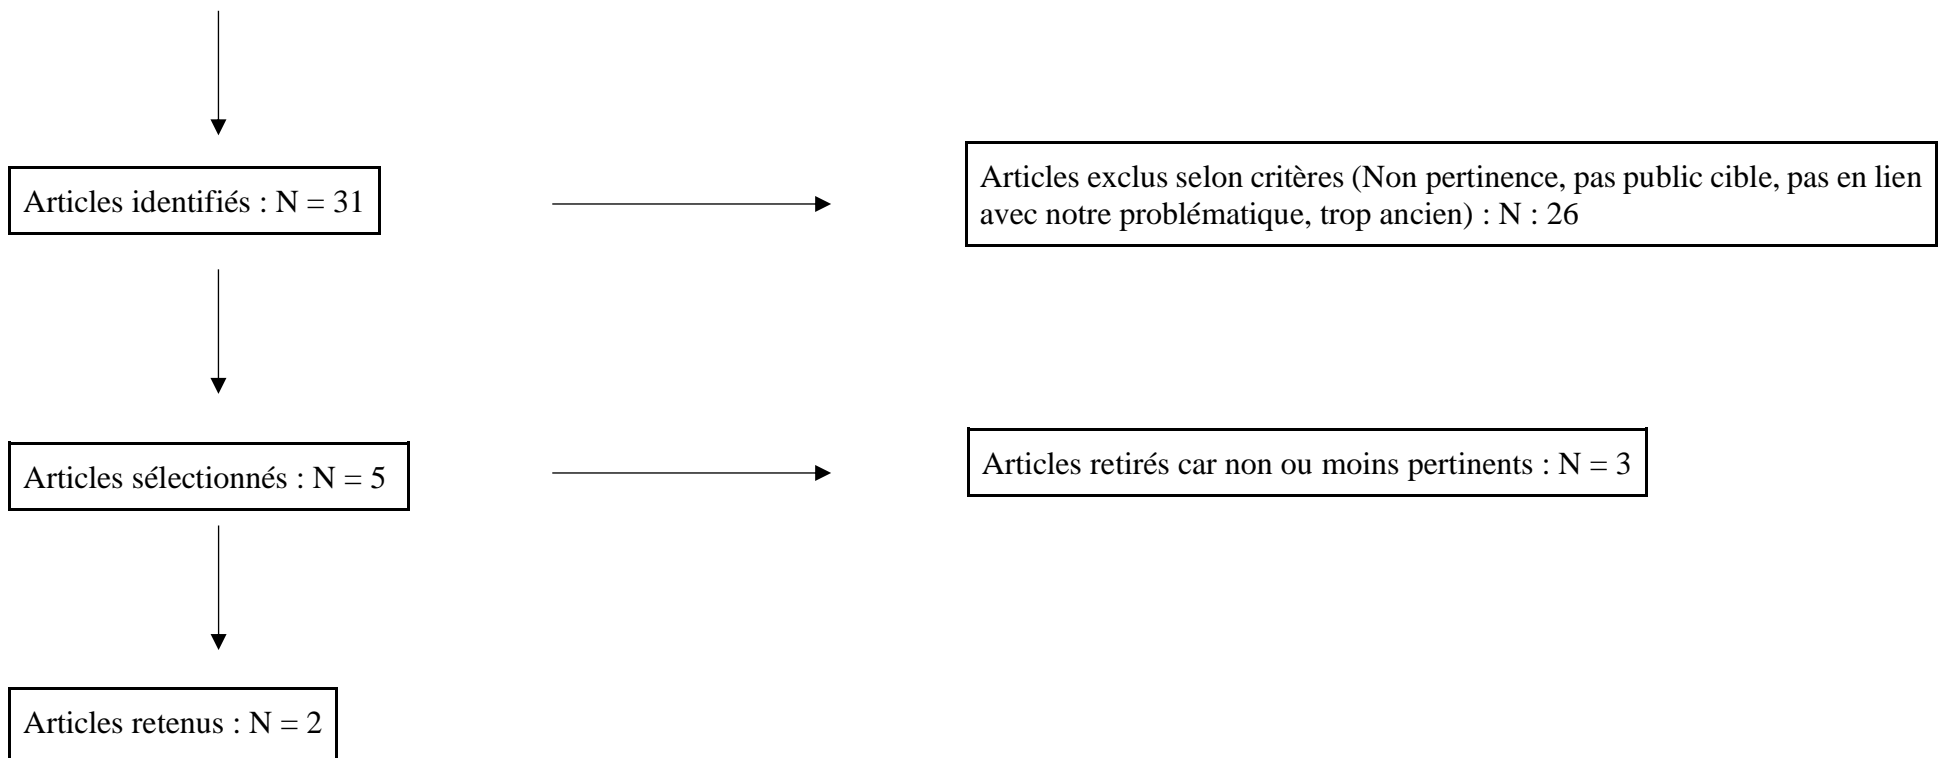 Articles identifiés : N = 31
Articles exclus selon critères (Non pertinence, pas public cible, pas en lien
avec notre problématique, trop ancien) : N : 26
Articles sélectionnés : N = 5
Articles retirés car non ou moins pertinents : N = 3
Articles retenus : N = 2